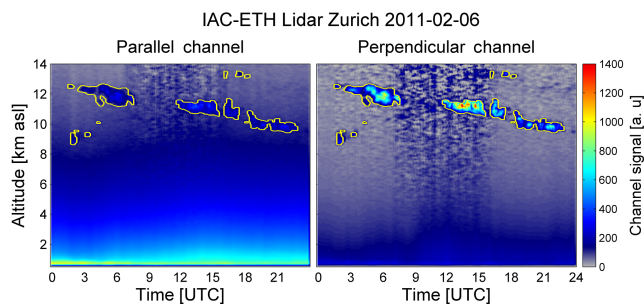 IAC-ETH Lidar Zurich 2011-02-06
Parallel channel
Perpendicular channel
Altitude [km asl]
14
12
10
8
6
4
2
0 3 6 9 12 15 18 21
Time [UTC]
0 3 6 9 12 15 18 21 24
Time [UTC]
1400
1200
1000
800
600
400
200
0
Channel signal [a. u]